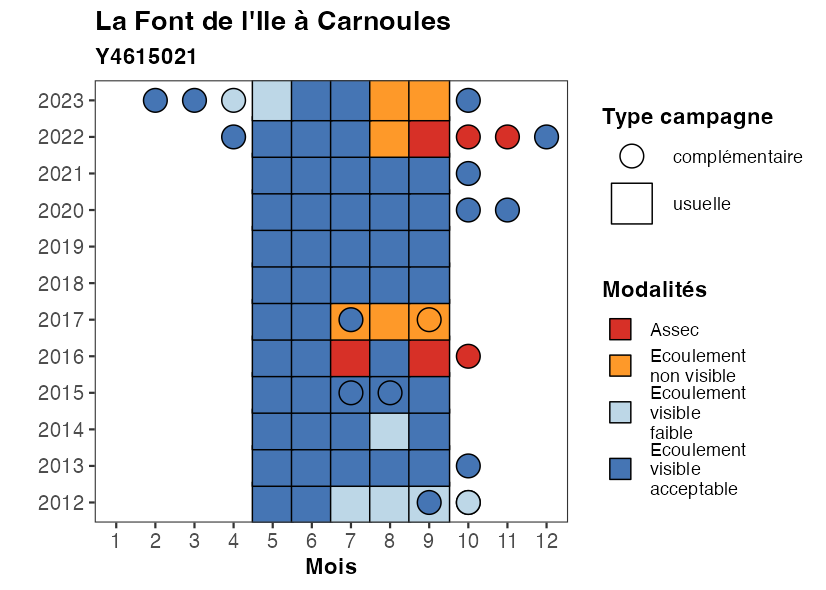 La Font de l'Ile à Carnoules
Y4615021
2023
2022
2021
2020
2019
2018
2017
2016
2015
2014
2013
2012
1 2 3 4 5 6 7 8 9 10 11 12
Mois
Type campagne
complémentaire
usuelle
Modalités
Assec
Ecoulement
non visible
Ecoulement
visible
faible
Ecoulement
visible
acceptable